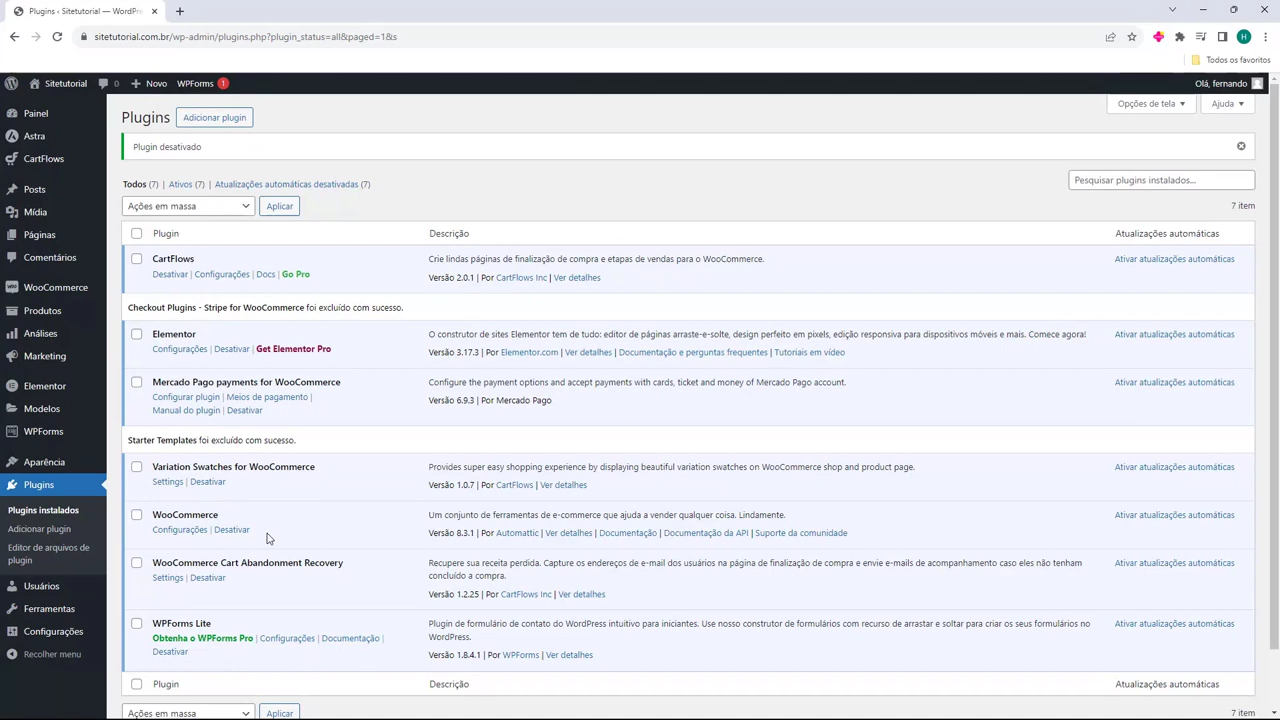 Plugins ‹ Sitetutorial — WordPr
sitetutorial.com.br/wp-admin/plugins.php?plugin_status=all&paged=1&s
H
Todos os favoritos
Sitetutorial
0
Novo
WPForms
1
Olá, fernando
Painel
Astra
CartFlows
Posts
Mídia
Páginas
Comentários
WooCommerce
Produtos
Análises
Marketing
Elementor
Modelos
WPForms
Aparência
Plugins
Plugins instalados
Adicionar plugin
Editor de arquivos de
plugin
Usuários
Ferramentas
Configurações
Recolher menu
Plugins
Adicionar plugin
Opções de tela
Ajuda
Plugin desativado
Todos (7) | Ativos (7) | Atualizações automáticas desativadas (7)
Pesquisar plugins instalados...
Ações em massa
Aplicar
7 item
Plugin
Descrição
Atualizações automáticas
CartFlows
Desativar | Configurações | Docs | Go Pro
Crie lindas páginas de finalização de compra e etapas de vendas para o WooCommerce.
Versão 2.0.1 | Por CartFlows Inc | Ver detalhes
Ativar atualizações automáticas
Checkout Plugins - Stripe for WooCommerce foi excluído com sucesso.
Elementor
Configurações | Desativar | Get Elementor Pro
O construtor de sites Elementor tem de tudo: editor de páginas arraste-e-solte, design perfeito em pixels, edição responsiva para dispositivos móveis e mais. Comece agora!
Versão 3.17.3 | Por Elementor.com | Ver detalhes | Documentação e perguntas frequentes | Tutoriais em vídeo
Ativar atualizações automáticas
Mercado Pago payments for WooCommerce
Configurar plugin | Meios de pagamento |
Manual do plugin | Desativar
Configure the payment options and accept payments with cards, ticket and money of Mercado Pago account.
Versão 6.9.3 | Por Mercado Pago
Ativar atualizações automáticas
Starter Templates foi excluído com sucesso.
Variation Swatches for WooCommerce
Settings | Desativar
Provides super easy shopping experience by displaying beautiful variation swatches on WooCommerce shop and product page.
Versão 1.0.7 | Por CartFlows | Ver detalhes
Ativar atualizações automáticas
WooCommerce
Configurações | Desativar
Um conjunto de ferramentas de e-commerce que ajuda a vender qualquer coisa. Lindamente.
Versão 8.3.1 | Por Automattic | Ver detalhes | Documentação | Documentação da API | Suporte da comunidade
Ativar atualizações automáticas
WooCommerce Cart Abandonment Recovery
Settings | Desativar
Recupere sua receita perdida. Capture os endereços de e-mail dos usuários na página de finalização de compra e envie e-mails de acompanhamento caso eles não tenham
concluído a compra.
Versão 1.2.25 | Por CartFlows Inc | Ver detalhes
Ativar atualizações automáticas
WPForms Lite
Obtenha o WPForms Pro | Configurações | Documentação |
Desativar
Plugin de formulário de contato do WordPress intuitivo para iniciantes. Use nosso construtor de formulários com recurso de arrastar e soltar para criar os seus formulários no
WordPress.
Versão 1.8.4.1 | Por WPForms | Ver detalhes
Ativar atualizações automáticas
Plugin
Descrição
Atualizações automáticas
Ações em massa
Aplicar
7 item